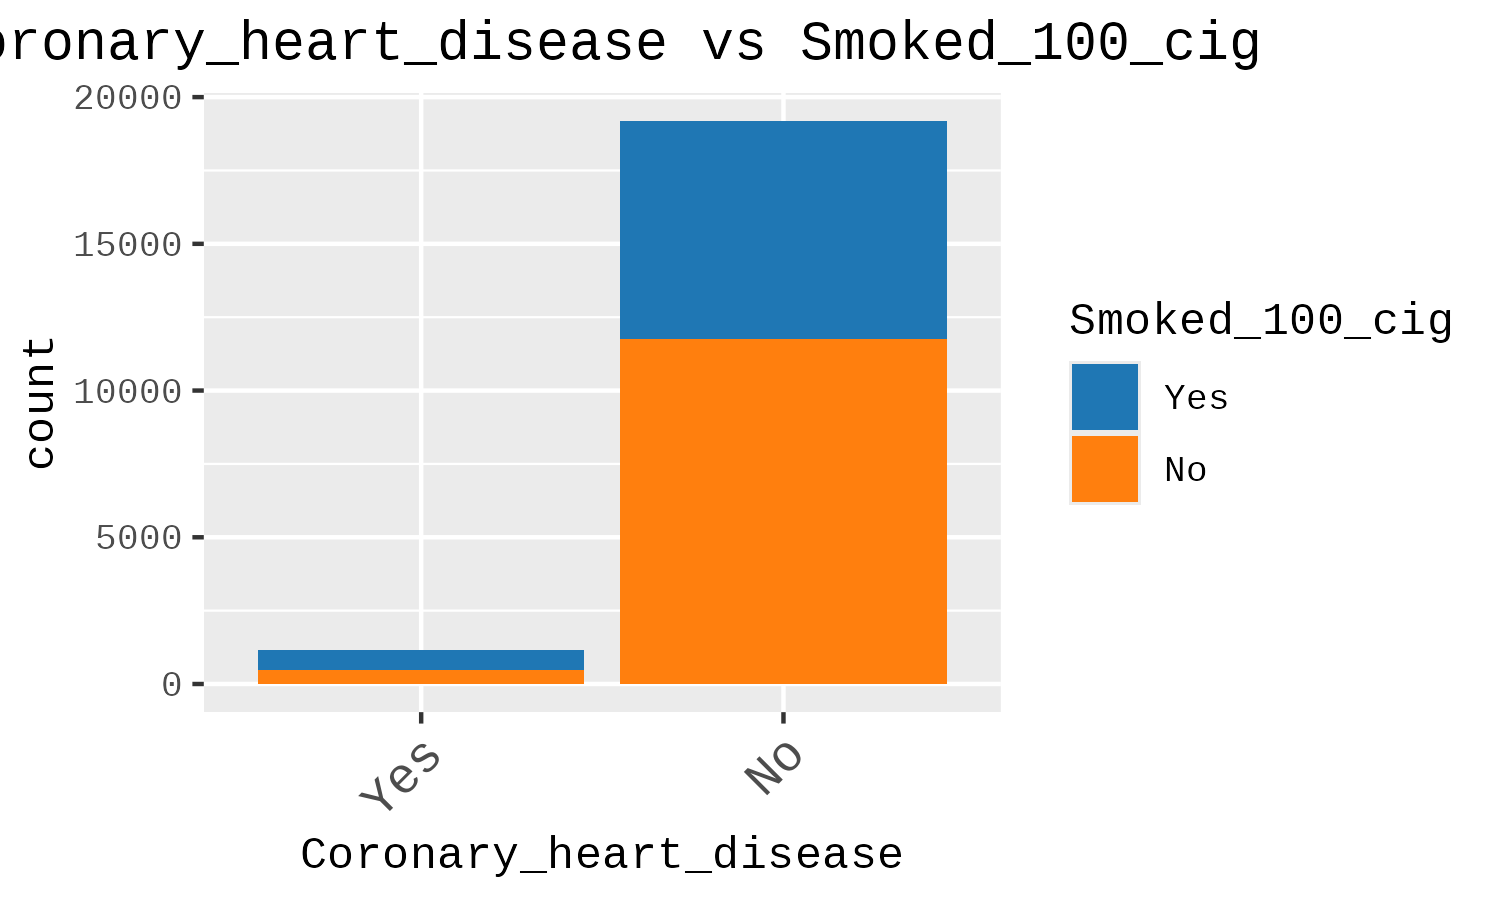 oronary_heart_disease vs Smoked_100_cig
20000
15000
10000
5000
0
count
Yes
No
Coronary_heart_disease
Smoked_100_cig
Yes
No